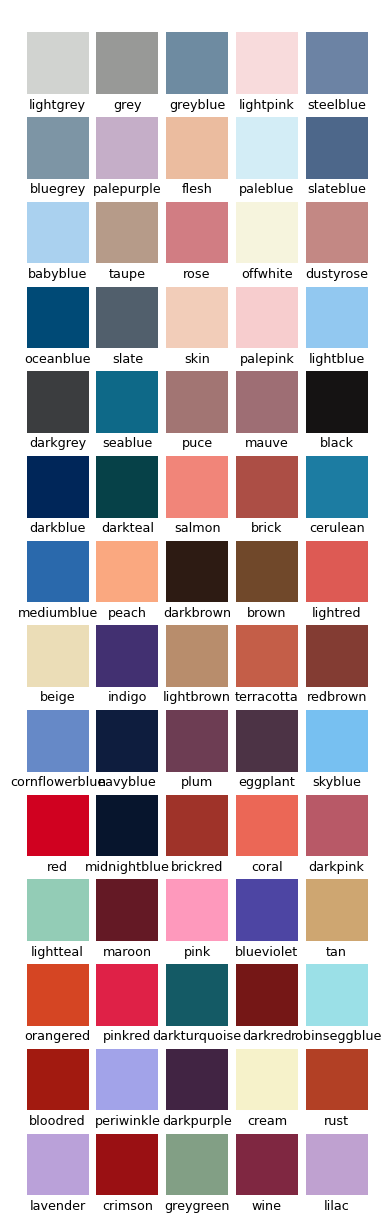 lightgrey grey greyblue lightpink steelblue
bluegrey palepurple flesh paleblue slateblue
babyblue taupe rose offwhite dustyrose
oceanblue slate skin palepink lightblue
darkgrey seablue puce mauve black
darkblue darkteal salmon brick cerulean
mediumblue peach darkbrown brown lightred
beige indigo lightbrown terracotta redbrown
cornflowerblue navyblue plum eggplant skyblue
red midnightblue brickred coral darkpink
lightteal maroon pink blueviolet tan
orangered pinkred darkturquoise darkred robinseggblue
bloodred periwinkle darkpurple cream rust
lavender crimson greygreen wine lilac